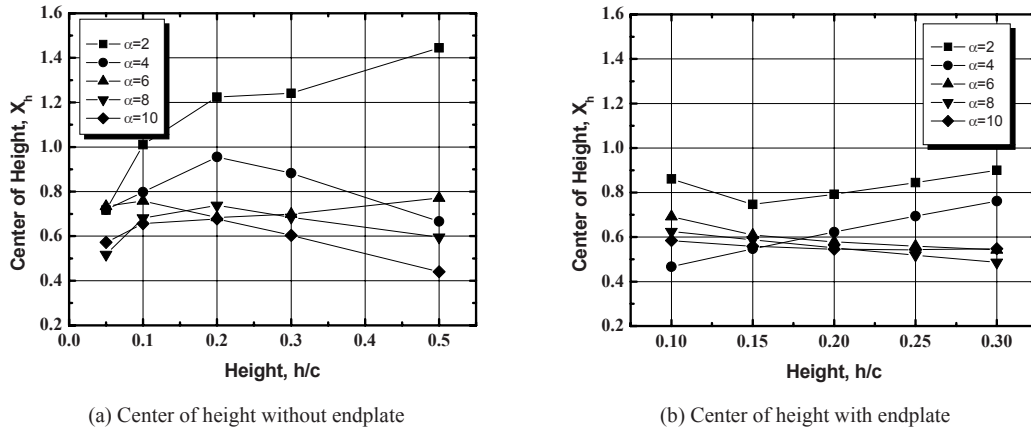 1.6
1.4
1.2
1.0
0.8
0.6
0.4
0.2
0.0 0.1 0.2 0.3 0.4 0.5
Center of Height, X_h
Height, h/c
α=2
α=4
α=6
α=8
α=10
(a) Center of height without endplate
1.6
1.4
1.2
1.0
0.8
0.6
0.4
0.2
0.10 0.15 0.20 0.25 0.30
Center of Height, X_h
Height, h/c
α=2
α=4
α=6
α=8
α=10
(b) Center of height with endplate